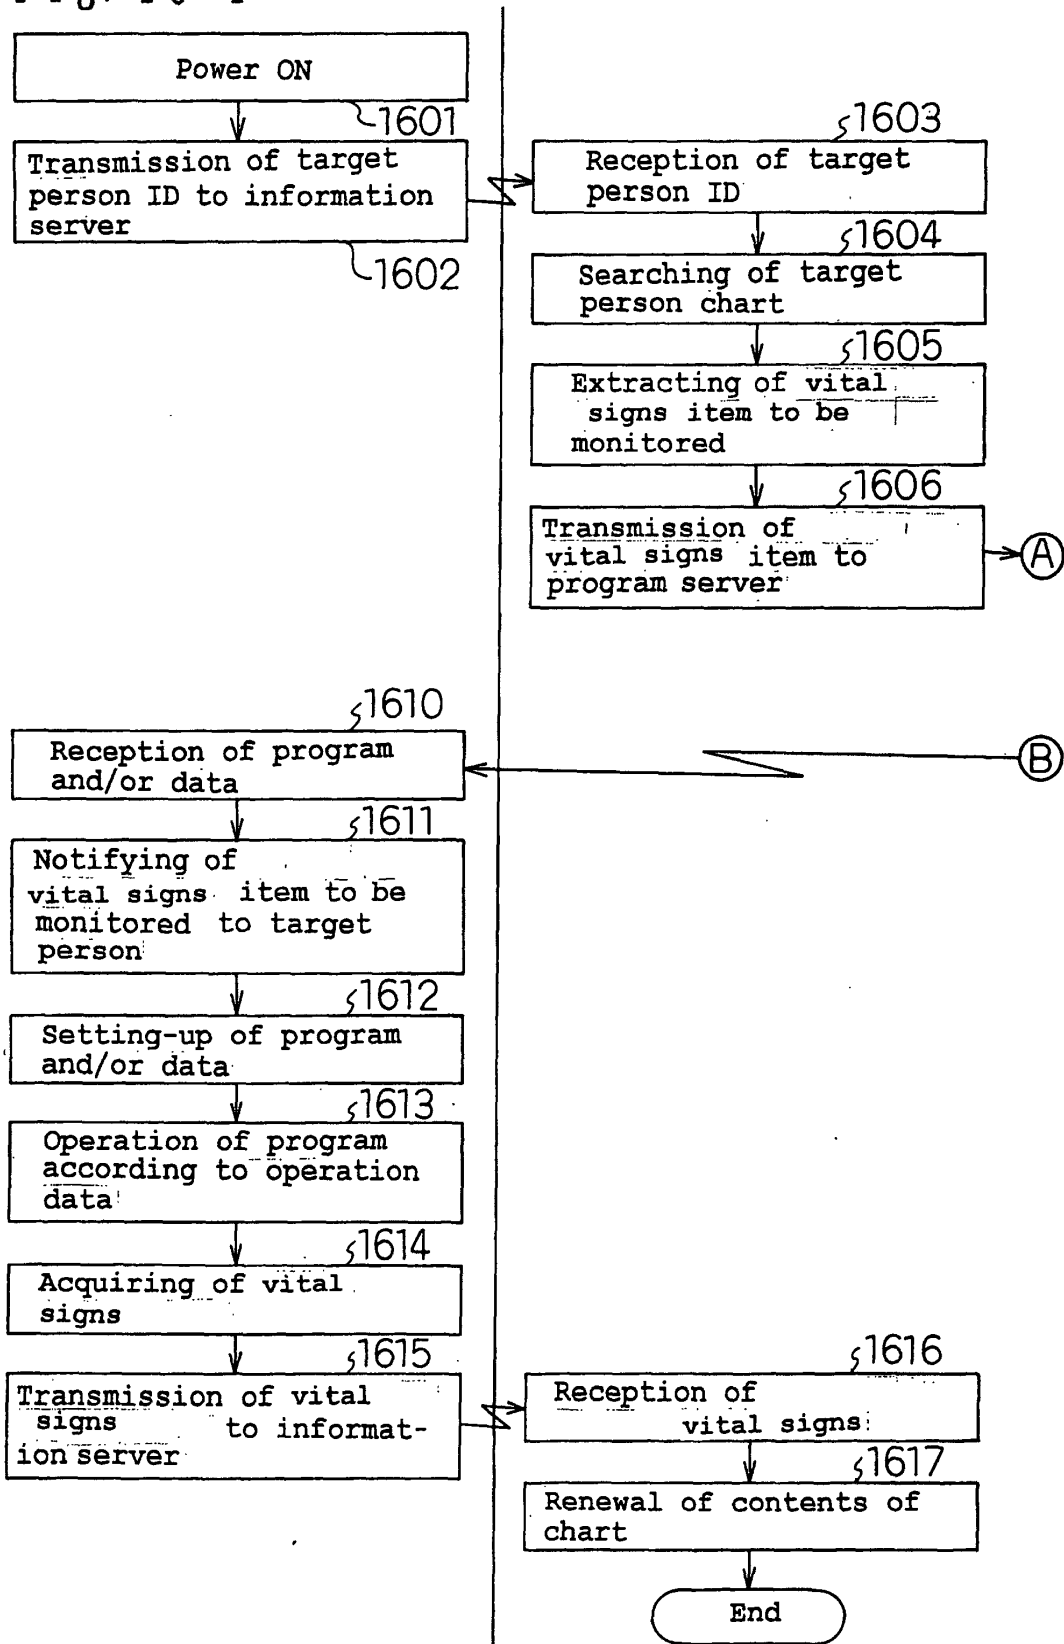 Power ON
1601
Transmission of target
person ID to information
server
1602
1603
Reception of target
person ID
1604
Searching of target
person chart
1605
Extracting of vital
signs item to be
monitored
1606
Transmission of
vital signs item to
program server
A
1610
Reception of program
and/or data
B
1611
Notifying of
vital signs item to be
monitored to target
person
1612
Setting-up of program
and/or data
1613
Operation of program
according to operation
data
1614
Acquiring of vital
signs
1615
Transmission of vital
signs to informat-
ion server
1616
Reception of
vital signs
1617
Renewal of contents of
chart
End